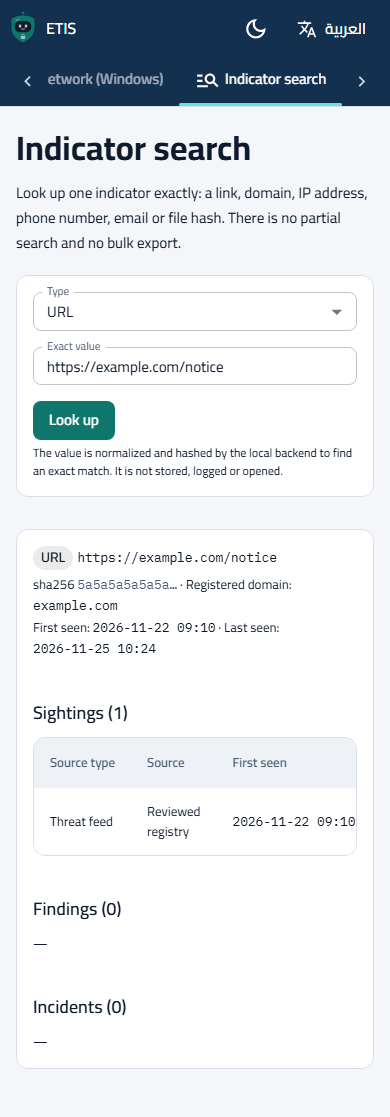 ETIS
العربية
etwork (Windows)
Indicator search
Indicator search
Look up one indicator exactly: a link, domain, IP address,
phone number, email or file hash. There is no partial
search and no bulk export.
Type
URL
Exact value
https://example.com/notice
Look up
The value is normalized and hashed by the local backend to find
an exact match. It is not stored, logged or opened.
URL https://example.com/notice
sha256 5a5a5a5a5a5a… · Registered domain:
example.com
First seen: 2026-11-22 09:10 · Last seen:
2026-11-25 10:24
Sightings (1)
Source type Source First seen
Threat feed Reviewed registry 2026-11-22 09:10
Findings (0)
—
Incidents (0)
—